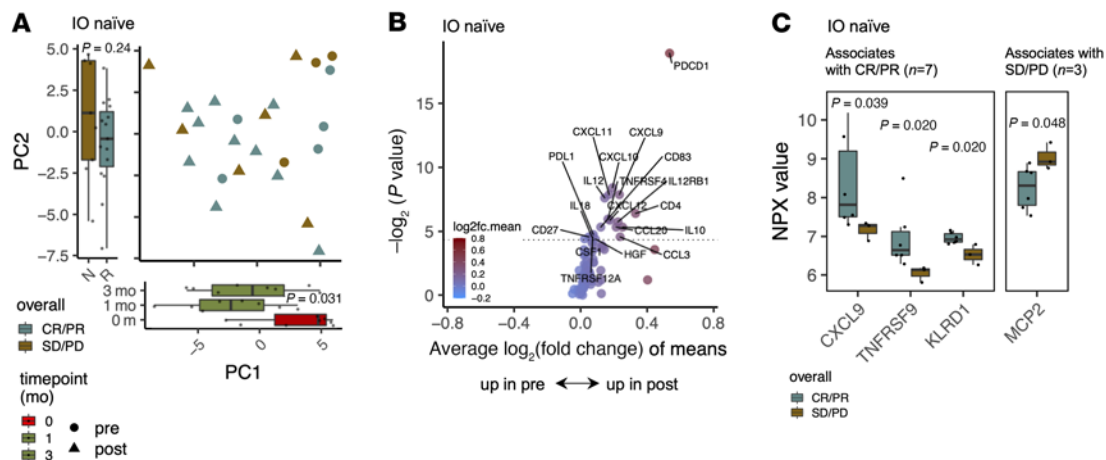 A
IO naïve
P = 0.24
5.0
2.5
0.0
−2.5
−5.0
−7.5
PC2
N
R
3 mo
1 mo
0 m
P = 0.031
−5
0
5
PC1
overall
CR/PR
SD/PD
timepoint
(mo)
0
1
3
pre
post
B
IO naïve
15
10
5
0
−log2 (P value)
PDCD1
CXCL11
CXCL9
PDL1
CXCL10
CD83
IL12
TNFRSF4
IL12RB1
IL18
CXCL12
CD4
CD27
CCL20
IL10
CSF1
HGF
CCL3
TNFRSF12A
log2fc.mean
0.8
0.6
0.4
0.2
0.0
−0.2
−0.8
−0.4
0.0
0.4
0.8
Average log2(fold change) of means
up in pre
up in post
C
IO naïve
Associates
with CR/PR (n=7)
Associates with
SD/PD (n=3)
P = 0.039
P = 0.020
P = 0.020
P = 0.048
9
8
7
6
NPX value
CXCL9
TNFRSF9
KLRD1
MCP2
overall
CR/PR
SD/PD